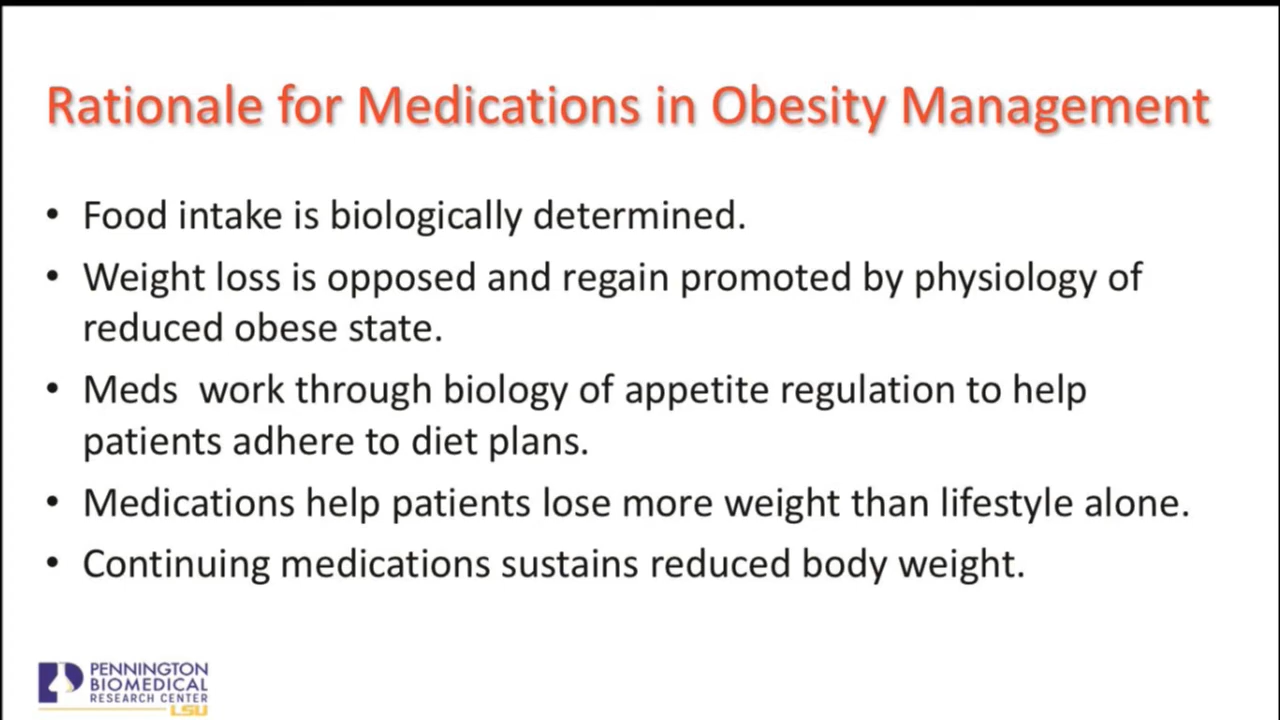 Rationale for Medications in Obesity Management
• Food intake is biologically determined.
• Weight loss is opposed and regain promoted by physiology of
reduced obese state.
• Meds  work through biology of appetite regulation to help
patients adhere to diet plans.
• Medications help patients lose more weight than lifestyle alone.
• Continuing medications sustains reduced body weight.
PENNINGTON
BIOMEDICAL
RESEARCH CENTER
LSU